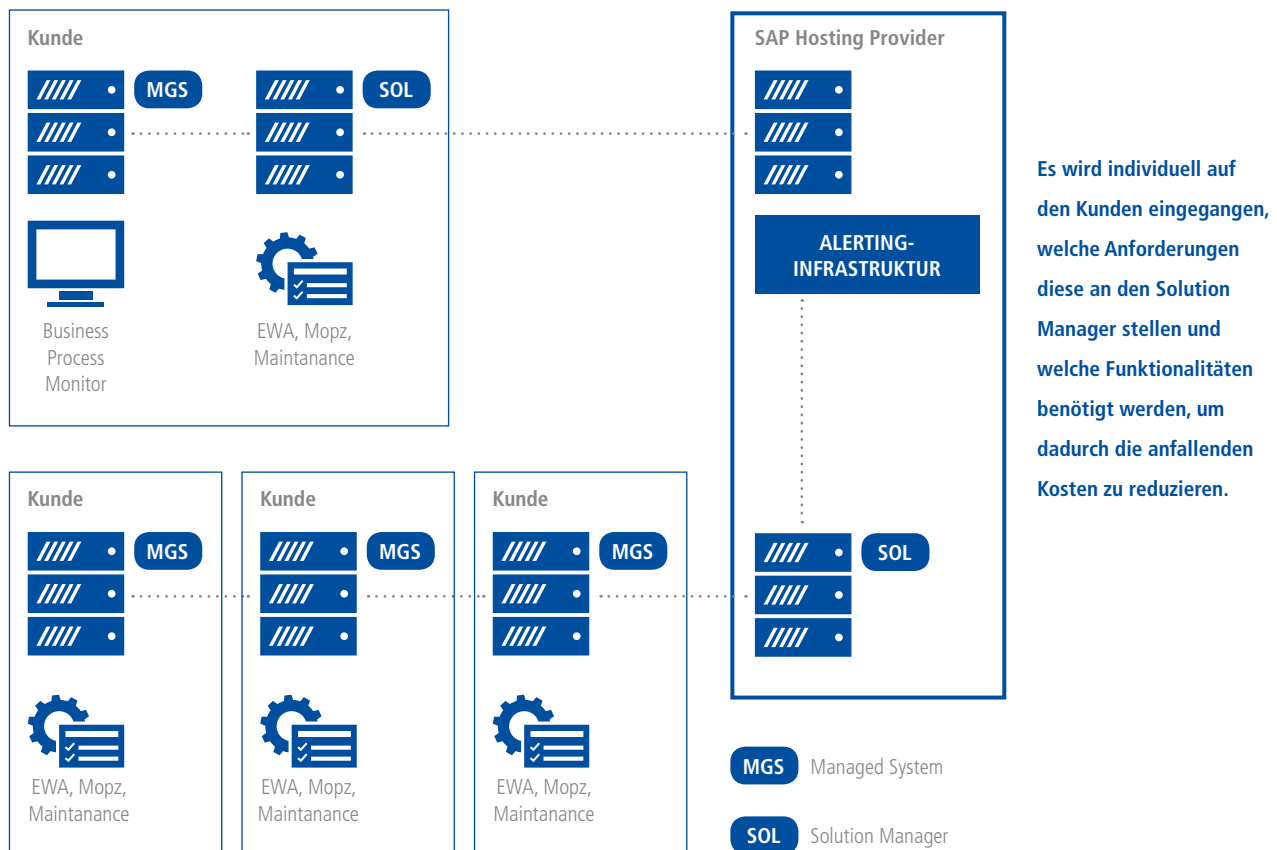 Kunde
MGS
SOL
Business
Process
Monitor
EWA, Mopz,
Maintanance
SAP Hosting Provider
ALERTING-
INFRASTRUKTUR
SOL
Es wird individuell auf
den Kunden eingegangen,
welche Anforderungen
diese an den Solution
Manager stellen und
welche Funktionalitäten
benötigt werden, um
dadurch die anfallenden
Kosten zu reduzieren.
Kunde
MGS
EWA, Mopz,
Maintanance
Kunde
MGS
EWA, Mopz,
Maintanance
Kunde
MGS
EWA, Mopz,
Maintanance
MGS Managed System
SOL Solution Manager